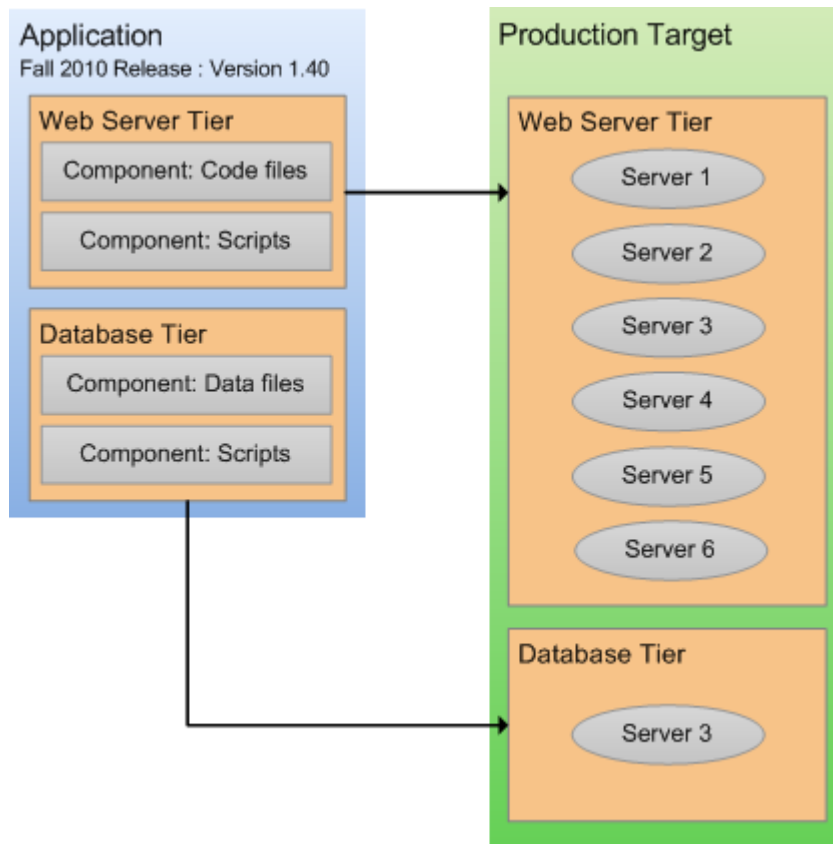 Application
Fall 2010 Release : Version 1.40
Web Server Tier
Component: Code files
Component: Scripts
Database Tier
Component: Data files
Component: Scripts
Production Target
Web Server Tier
Server 1
Server 2
Server 3
Server 4
Server 5
Server 6
Database Tier
Server 3